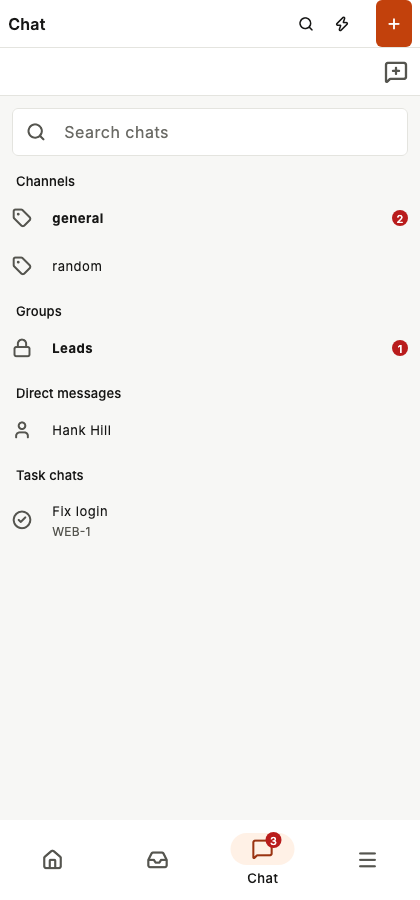 Chat
Search chats
Channels
general 2
random
Groups
Leads 1
Direct messages
Hank Hill
Task chats
Fix login
WEB-1
3
Chat